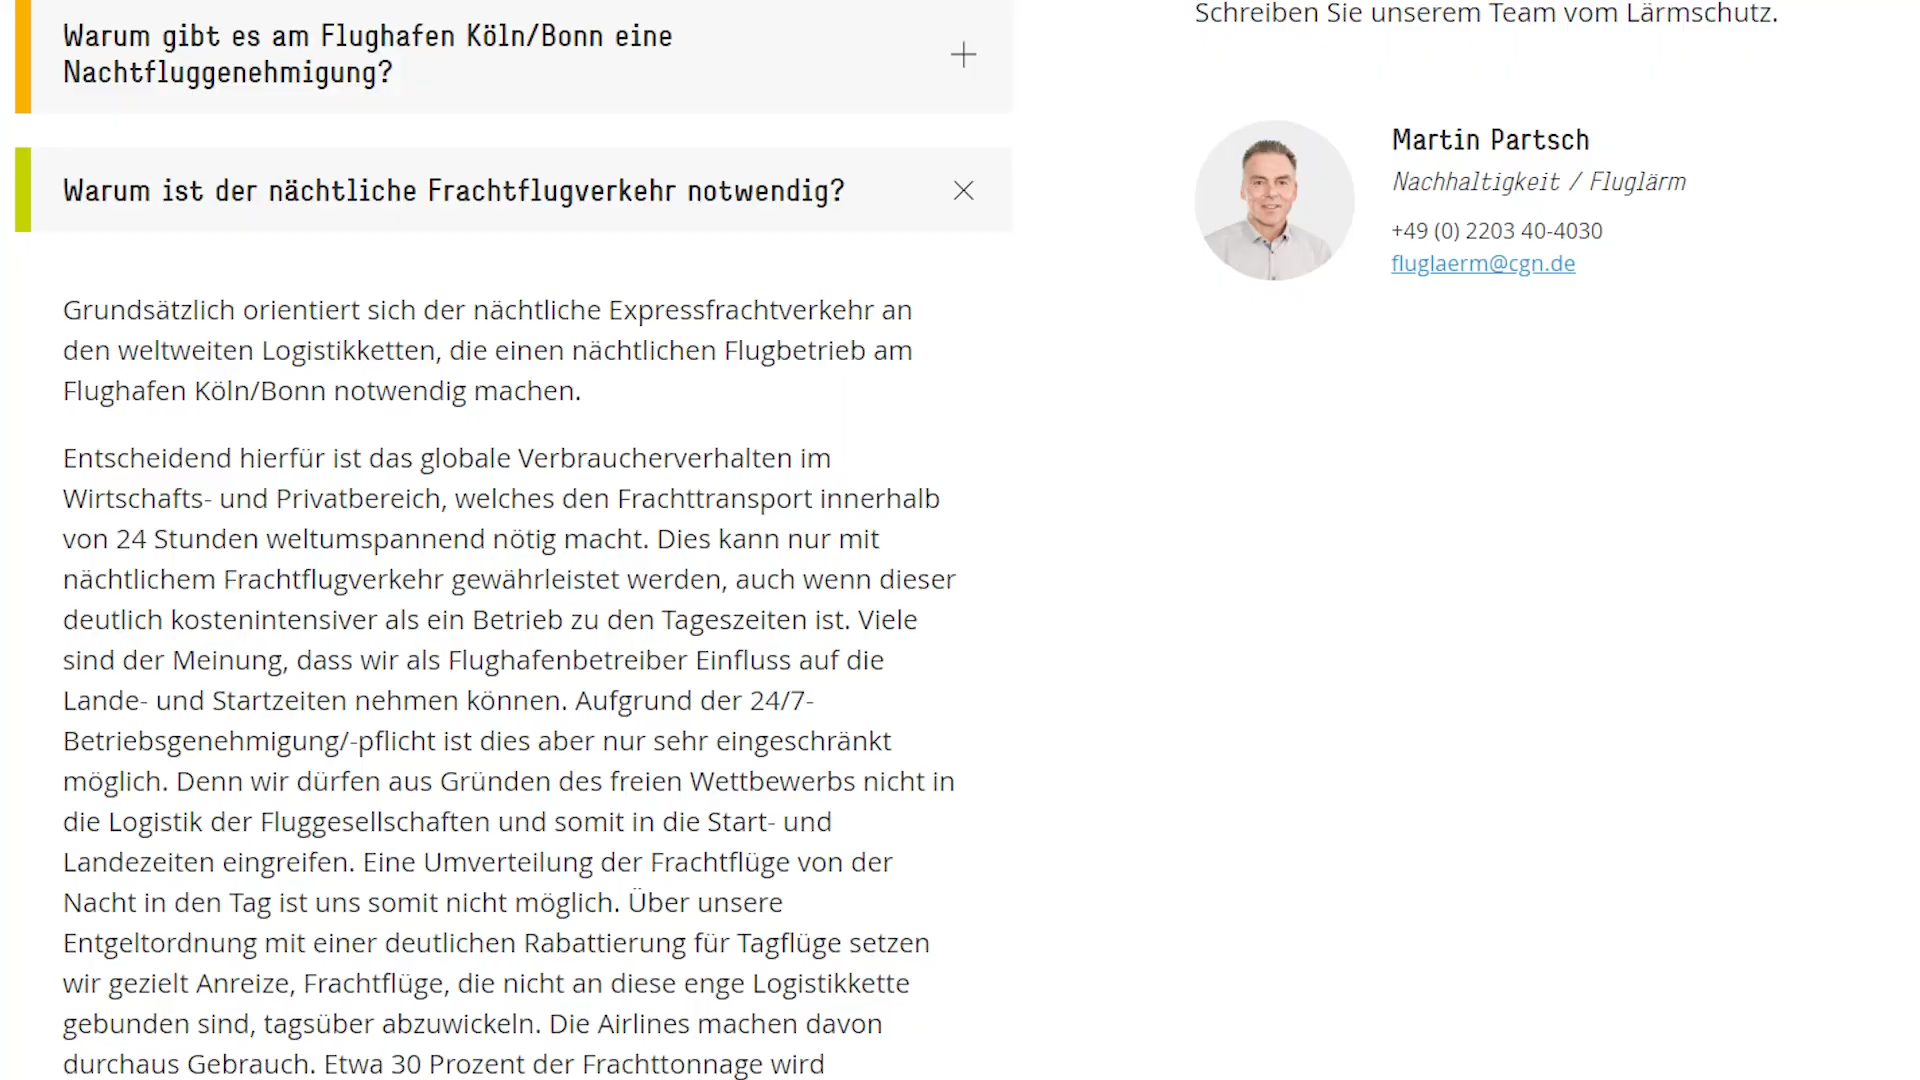 Warum gibt es am Flughafen Köln/Bonn eine
Nachtfluggenehmigung?
Warum ist der nächtliche Frachtflugverkehr notwendig?
Grundsätzlich orientiert sich der nächtliche Expressfrachtverkehr an
den weltweiten Logistikketten, die einen nächtlichen Flugbetrieb am
Flughafen Köln/Bonn notwendig machen.
Entscheidend hierfür ist das globale Verbraucherverhalten im
Wirtschafts- und Privatbereich, welches den Frachttransport innerhalb
von 24 Stunden weltumspannend nötig macht. Dies kann nur mit
nächtlichem Frachtflugverkehr gewährleistet werden, auch wenn dieser
deutlich kostenintensiver als ein Betrieb zu den Tageszeiten ist. Viele
sind der Meinung, dass wir als Flughafenbetreiber Einfluss auf die
Lande- und Startzeiten nehmen können. Aufgrund der 24/7-
Betriebsgenehmigung/-pflicht ist dies aber nur sehr eingeschränkt
möglich. Denn wir dürfen aus Gründen des freien Wettbewerbs nicht in
die Logistik der Fluggesellschaften und somit in die Start- und
Landezeiten eingreifen. Eine Umverteilung der Frachtflüge von der
Nacht in den Tag ist uns somit nicht möglich. Über unsere
Entgeltordnung mit einer deutlichen Rabattierung für Tagflüge setzen
wir gezielt Anreize, Frachtflüge, die nicht an diese enge Logistikkette
gebunden sind, tagsüber abzuwickeln. Die Airlines machen davon
durchaus Gebrauch. Etwa 30 Prozent der Frachttonnage wird
Schreiben Sie unserem Team vom Lärmschutz.
Martin Partsch
Nachhaltigkeit / Fluglärm
+49 (0) 2203 40-4030
fluglaerm@cgn.de